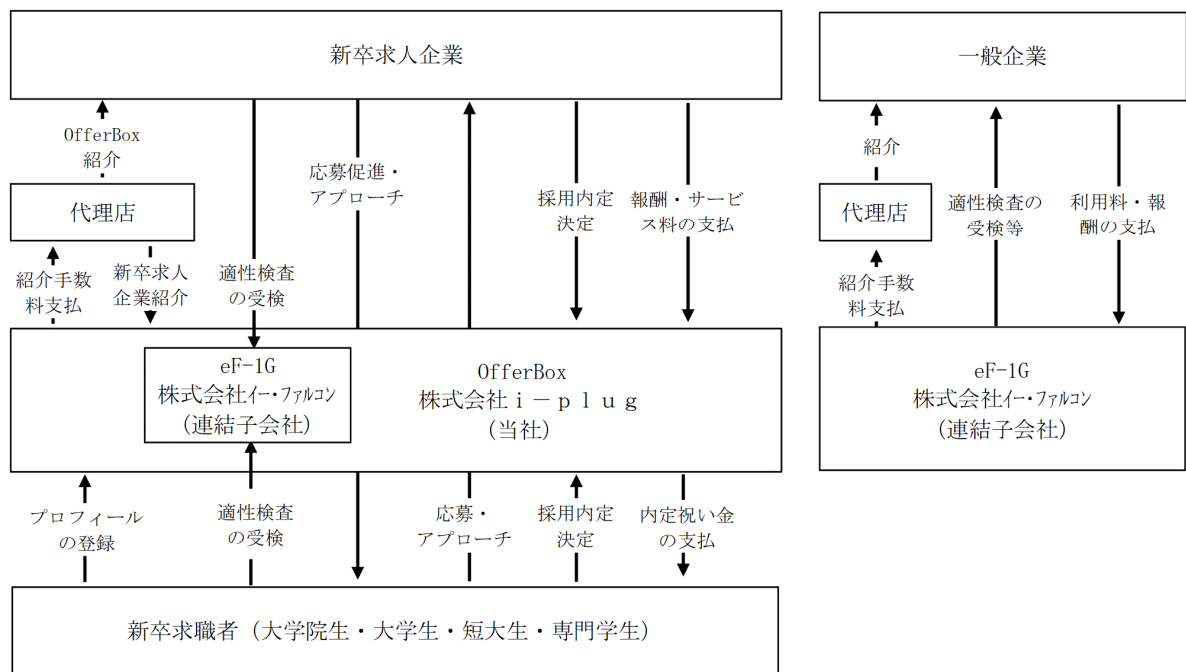 新卒求人企業
一般企業
OfferBox
紹介
代理店
紹介手数
料支払
新卒求人
企業紹介
適性検査
の受検
応募促進・
アプローチ
採用内定
決定
報酬・サービ
ス料の支払
紹介
代理店
紹介手数
料支払
適性検査の
受検等
利用料・報
酬の支払
eF-1G
株式会社イー・ファルコン
(連結子会社)
OfferBox
株式会社ｉ－ｐｌｕｇ
(当社)
eF-1G
株式会社イー・ファルコン
(連結子会社)
プロフィール
の登録
適性検査
の受検
応募・
アプローチ
採用内定
決定
内定祝い金
の支払
新卒求職者（大学院生・大学生・短大生・専門学生）